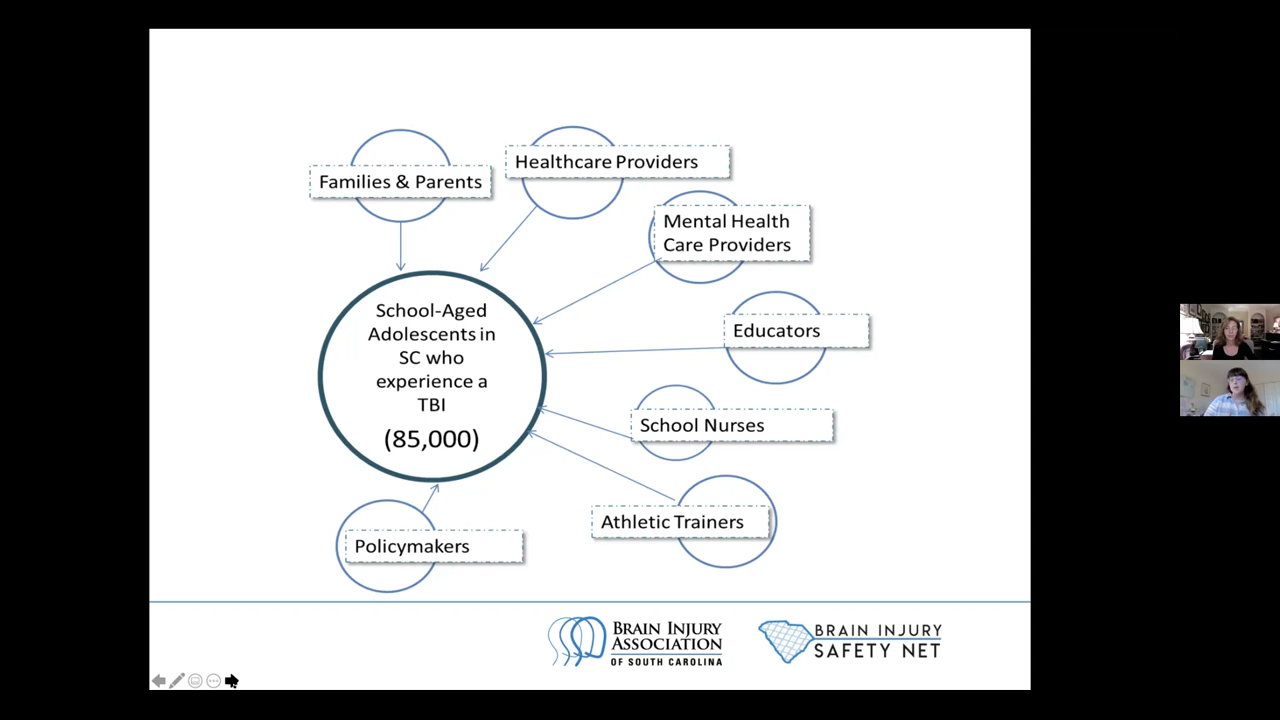 Families & Parents
Healthcare Providers
Mental Health
Care Providers
Educators
School Nurses
Athletic Trainers
Policymakers
School-Aged
Adolescents in
SC who
experience a
TBI
(85,000)
BRAIN INJURY
ASSOCIATION
OF SOUTH CAROLINA
BRAIN INJURY
SAFETY NET